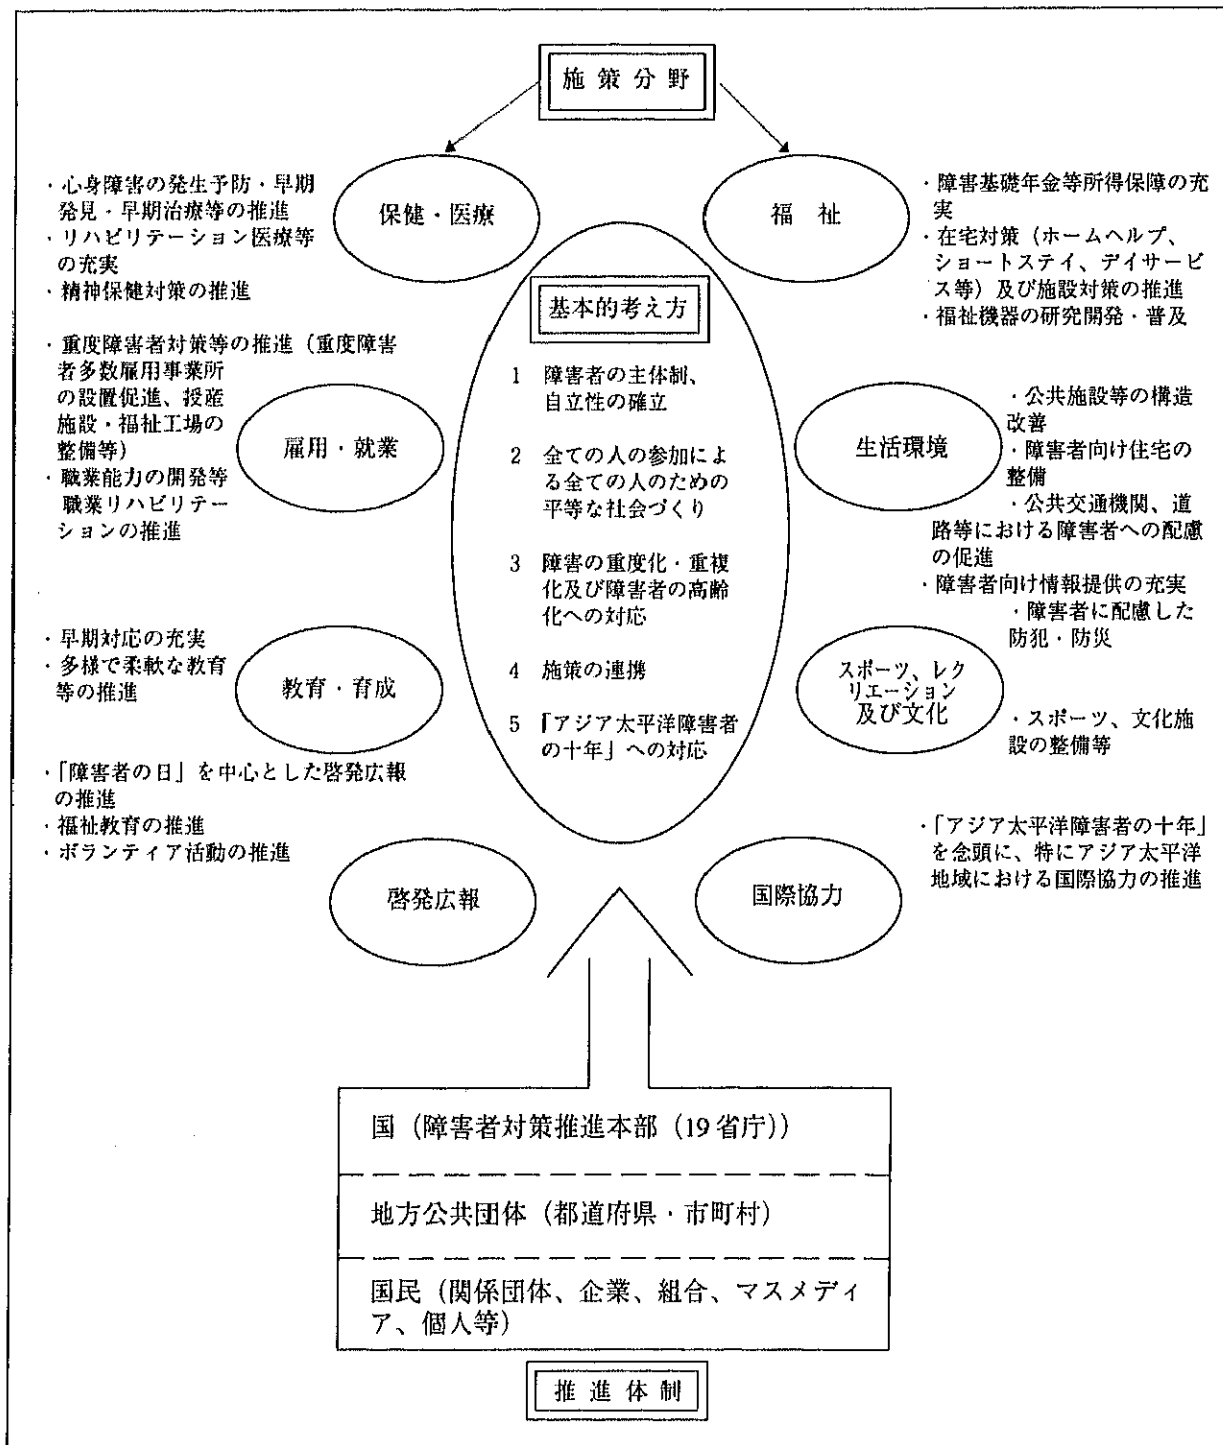 施策分野
保健・医療
・心身障害の発生予防・早期
発見・早期治療等の推進
・リハビリテーション医療等
の充実
・精神保健対策の推進
福祉
・障害基礎年金等所得保障の充
実
・在宅対策（ホームヘルプ、
ショートステイ、デイサービ
ス等）及び施設対策の推進
・福祉機器の研究開発・普及
基本的考え方
1 障害者の主体制、
自立性の確立
2 全ての人の参加によ
る全ての人のための
平等な社会づくり
3 障害の重度化・重複
化及び障害者の高齢
化への対応
4 施策の連携
5 「アジア太平洋障害者
の十年」への対応
・重度障害者対策等の推進（重度障害
者多数雇用事業所
の設置促進、授産
施設・福祉工場の
整備等）
・職業能力の開発等
職業リハビリテー
ションの推進
雇用・就業
生活環境
・公共施設等の構造
改善
・障害者向け住宅の
整備
・公共交通機関、道
路等における障害者への配慮
の促進
・障害者向け情報提供の充実
・障害者に配慮した
防犯・防災
・早期対応の充実
・多様で柔軟な教育
等の推進
教育・育成
スポーツ、レク
リエーション
及び文化
・スポーツ、文化施
設の整備等
・「障害者の日」を中心とした啓発広報
の推進
・福祉教育の推進
・ボランティア活動の推進
啓発広報
国際協力
・「アジア太平洋障害者の十年」
を念頭に、特にアジア太平洋
地域における国際協力の推進
国（障害者対策推進本部（19省庁））
地方公共団体（都道府県・市町村）
国民（関係団体、企業、組合、マスメディ
ア、個人等）
推進体制